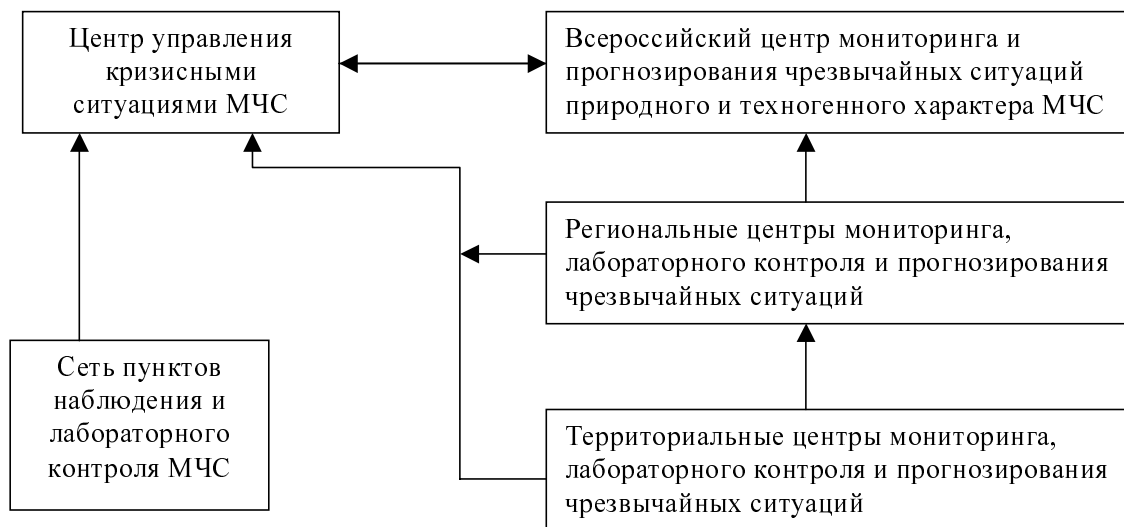 Центр управления
кризисными
ситуациями МЧС
Всероссийский центр мониторинга и
прогнозирования чрезвычайных ситуаций
природного и техногенного характера МЧС
Региональные центры мониторинга,
лабораторного контроля и прогнозирования
чрезвычайных ситуаций
Сеть пунктов
наблюдения и
лабораторного
контроля МЧС
Территориальные центры мониторинга,
лабораторного контроля и прогнозирования
чрезвычайных ситуаций